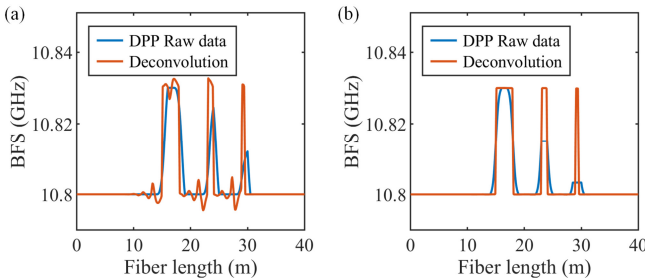 (a)
10.84
10.82
10.8
BFS (GHz)
DPP Raw data
Deconvolution
0 10 20 30 40
Fiber length (m)
(b)
10.84
10.82
10.8
BFS (GHz)
DPP Raw data
Deconvolution
0 10 20 30 40
Fiber length (m)